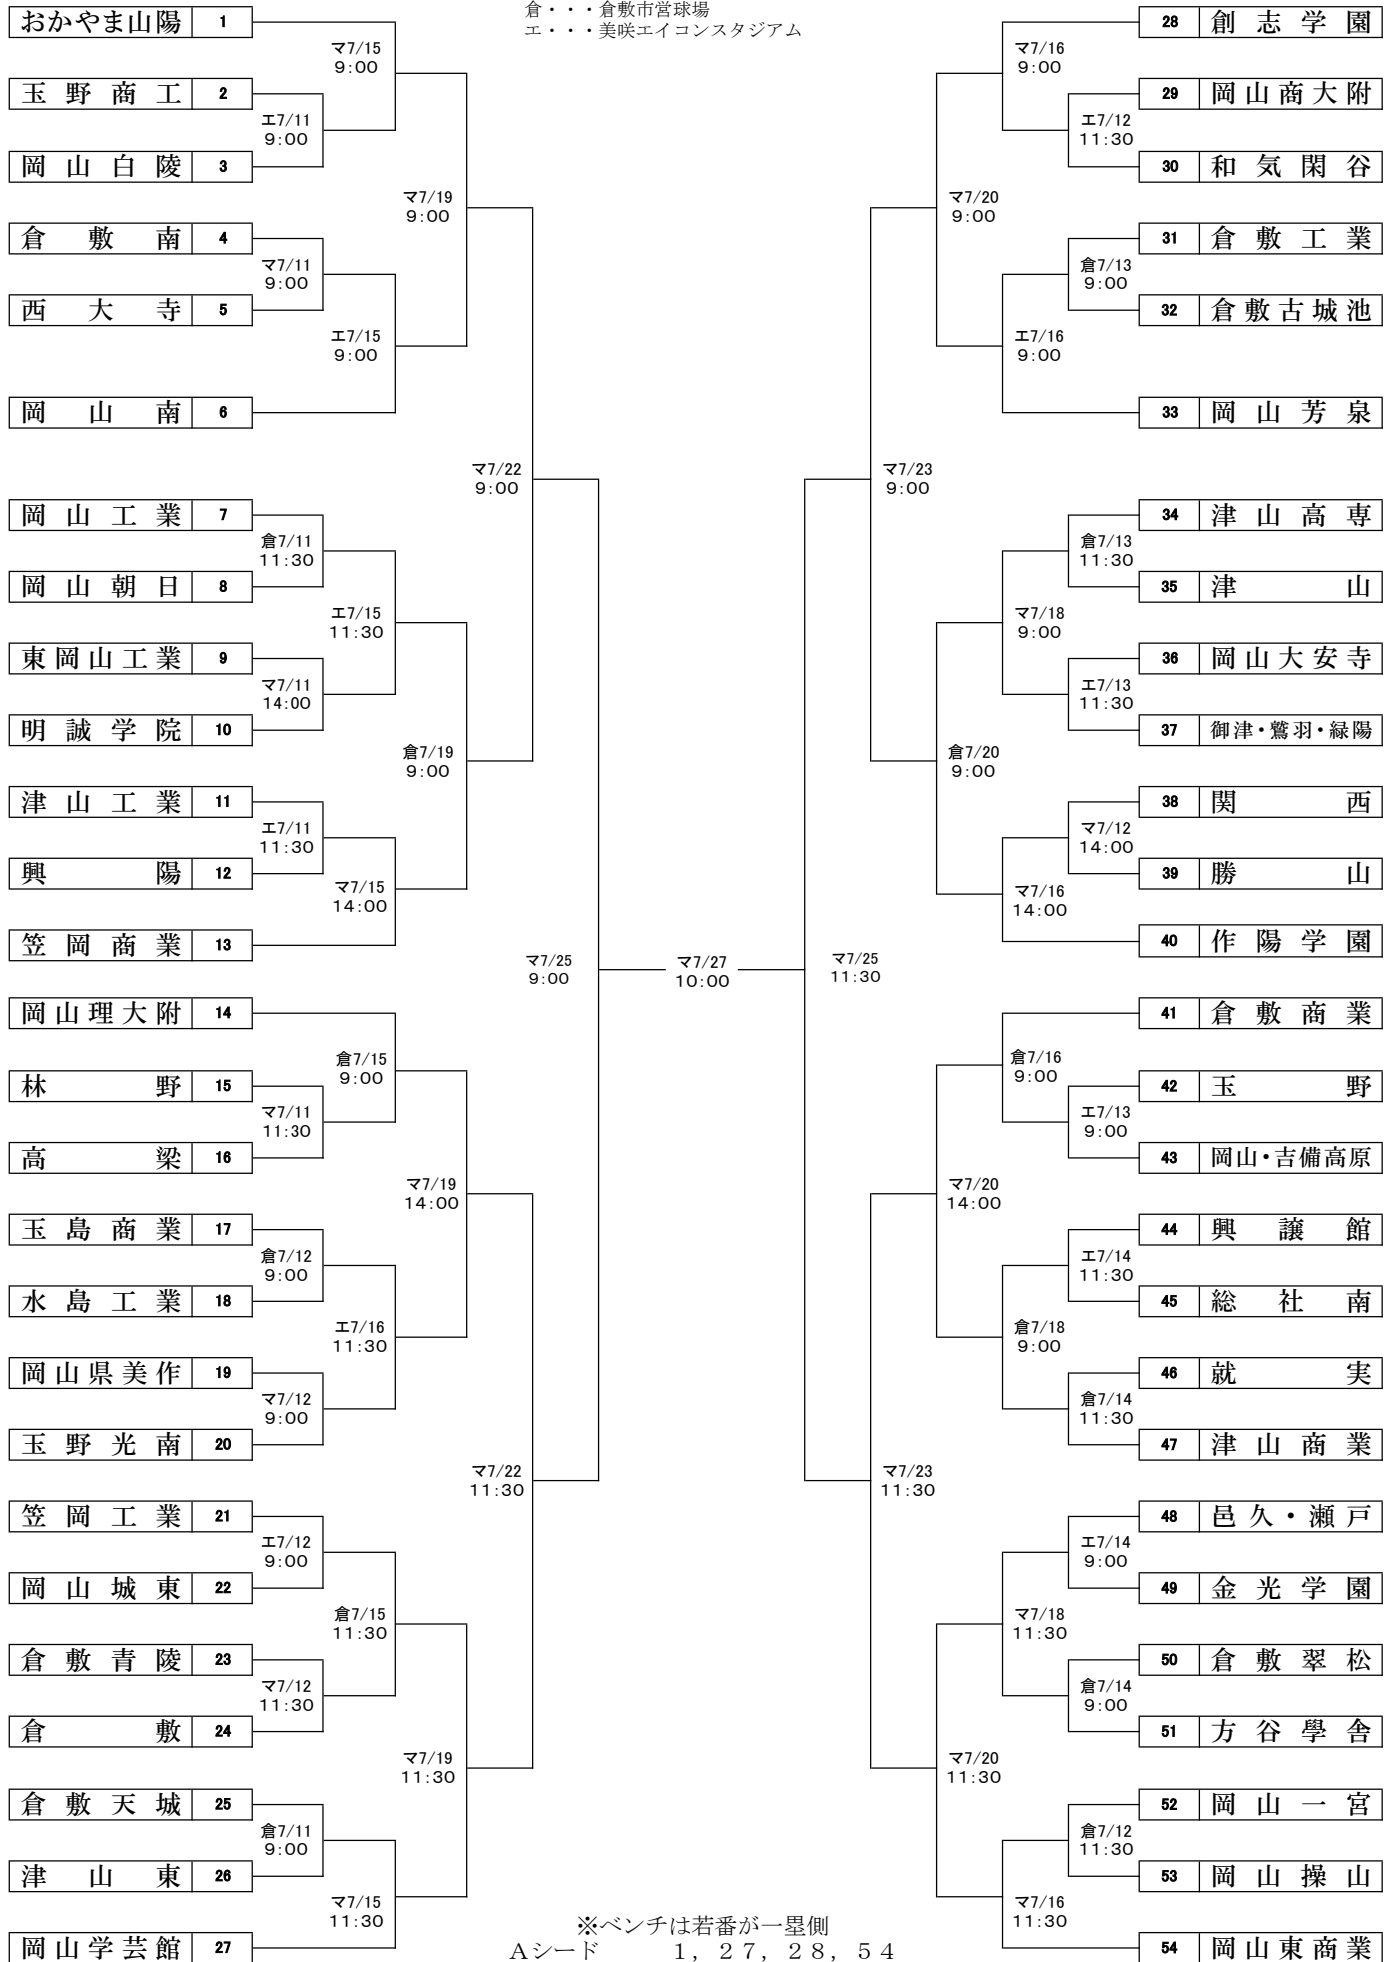 倉・・・倉敷市営球場
エ・・・美咲エイコンスタジアム
おかやま山陽 1
玉野商工 2
岡山白陵 3
倉敷南 4
西大寺 5
岡山南 6
岡山工業 7
岡山朝日 8
東岡山工業 9
明誠学院 10
津山工業 11
興陽 12
笠岡商業 13
岡山理大附 14
林野 15
高梁 16
玉島商業 17
水島工業 18
岡山県美作 19
玉野光南 20
笠岡工業 21
岡山城東 22
倉敷青陵 23
倉敷 24
倉敷天城 25
津山東 26
岡山学芸館 27
エ7/11
9:00
マ7/11
9:00
倉7/11
11:30
マ7/11
14:00
エ7/11
11:30
マ7/11
11:30
倉7/12
9:00
マ7/12
9:00
エ7/12
9:00
マ7/12
11:30
倉7/11
9:00
マ7/15
9:00
エ7/15
9:00
エ7/15
11:30
マ7/15
14:00
倉7/15
9:00
エ7/16
11:30
倉7/15
11:30
マ7/15
11:30
マ7/19
9:00
倉7/19
9:00
マ7/19
14:00
マ7/19
11:30
マ7/22
9:00
マ7/22
11:30
マ7/25
9:00
マ7/27
10:00
マ7/25
11:30
マ7/23
9:00
マ7/23
11:30
マ7/20
9:00
倉7/20
9:00
マ7/20
14:00
マ7/20
11:30
マ7/16
9:00
エ7/16
9:00
マ7/18
9:00
マ7/16
14:00
倉7/16
9:00
倉7/18
9:00
マ7/18
11:30
マ7/16
11:30
エ7/12
11:30
倉7/13
9:00
倉7/13
11:30
エ7/13
11:30
マ7/12
14:00
エ7/13
9:00
エ7/14
11:30
倉7/14
11:30
エ7/14
9:00
倉7/14
9:00
倉7/12
11:30
28 創志学園
29 岡山商大附
30 和気閑谷
31 倉敷工業
32 倉敷古城池
33 岡山芳泉
34 津山高専
35 津山
36 岡山大安寺
37 御津・鷲羽・緑陽
38 関西
39 勝山
40 作陽学園
41 倉敷商業
42 玉野
43 岡山・吉備高原
44 興譲館
45 総社南
46 就実
47 津山商業
48 邑久・瀬戸
49 金光学園
50 倉敷翠松
51 方谷學舎
52 岡山一宮
53 岡山操山
54 岡山東商業
※ベンチは若番が一塁側
Aシード 1, 27, 28, 54